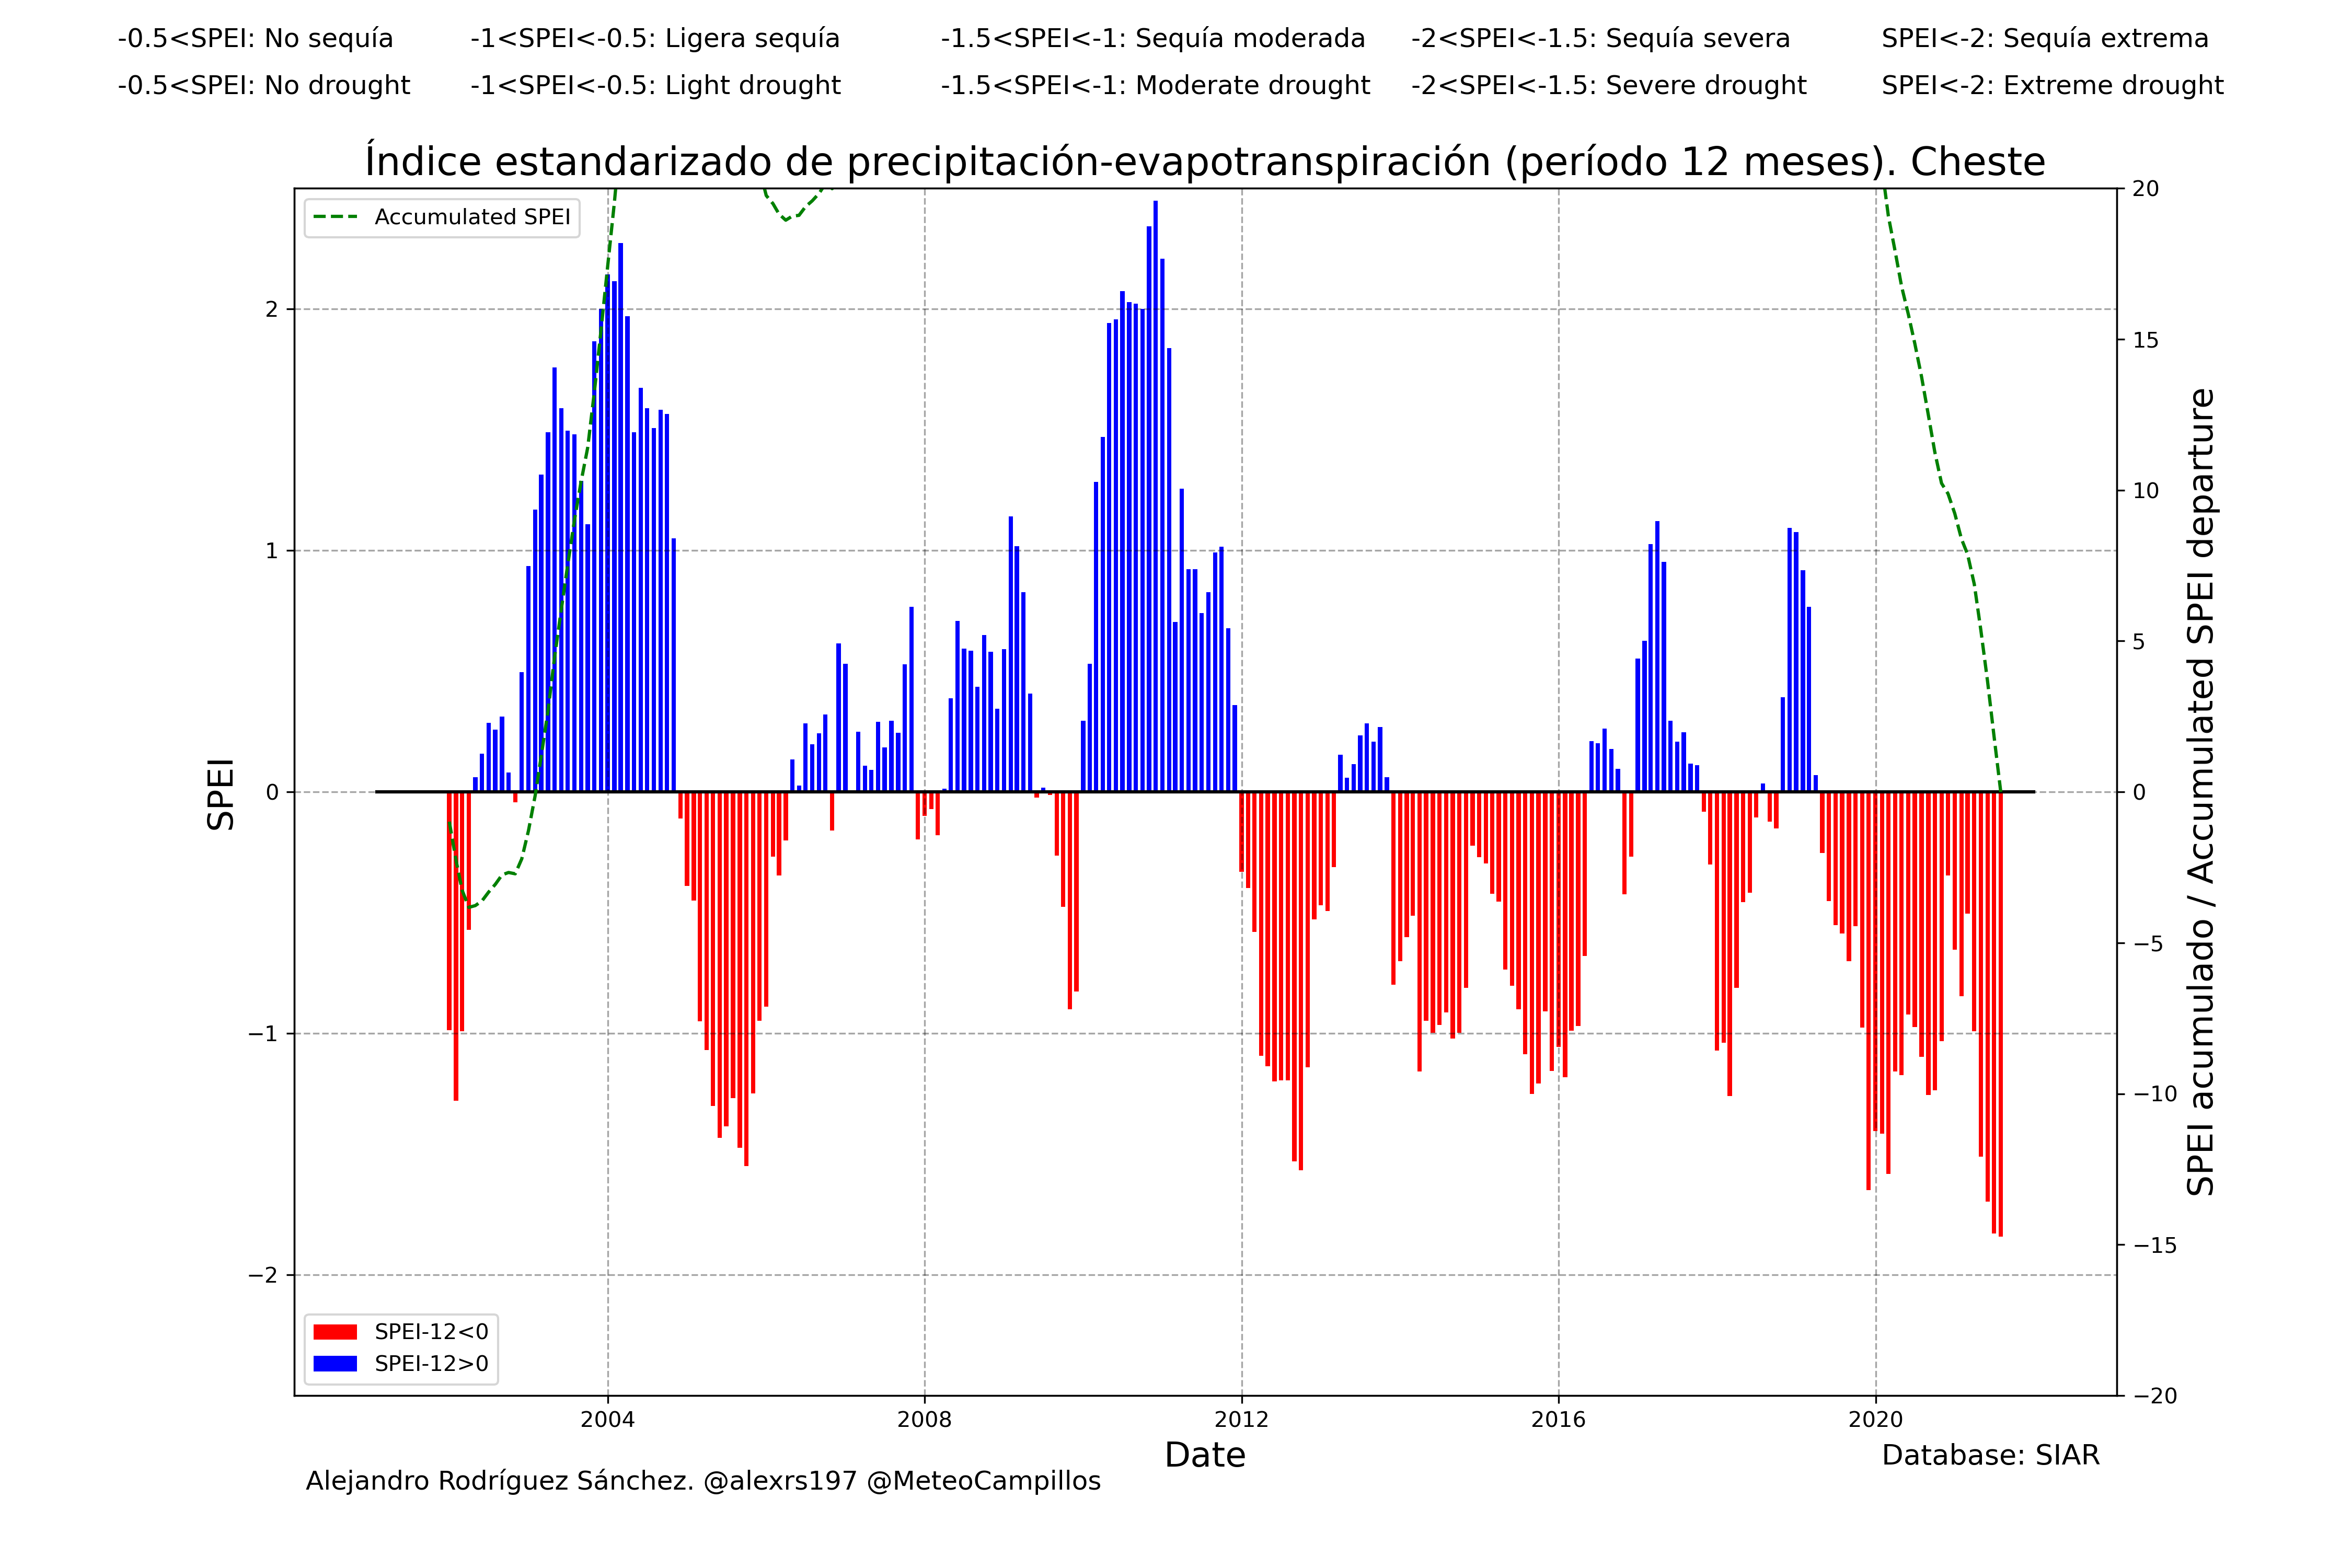 -0.5<SPEI: No sequía
-1<SPEI<-0.5: Ligera sequía
-1.5<SPEI<-1: Sequía moderada
-2<SPEI<-1.5: Sequía severa
SPEI<-2: Sequía extrema
-0.5<SPEI: No drought
-1<SPEI<-0.5: Light drought
-1.5<SPEI<-1: Moderate drought
-2<SPEI<-1.5: Severe drought
SPEI<-2: Extreme drought
Índice estandarizado de precipitación-evapotranspiración (período 12 meses). Cheste
Accumulated SPEI
SPEI
2
1
0
−1
−2
20
15
10
5
0
−5
−10
−15
−20
SPEI acumulado / Accumulated SPEI departure
SPEI-12<0
SPEI-12>0
2004
2008
2012
2016
2020
Date
Database: SIAR
Alejandro Rodríguez Sánchez. @alexrs197 @MeteoCampillos